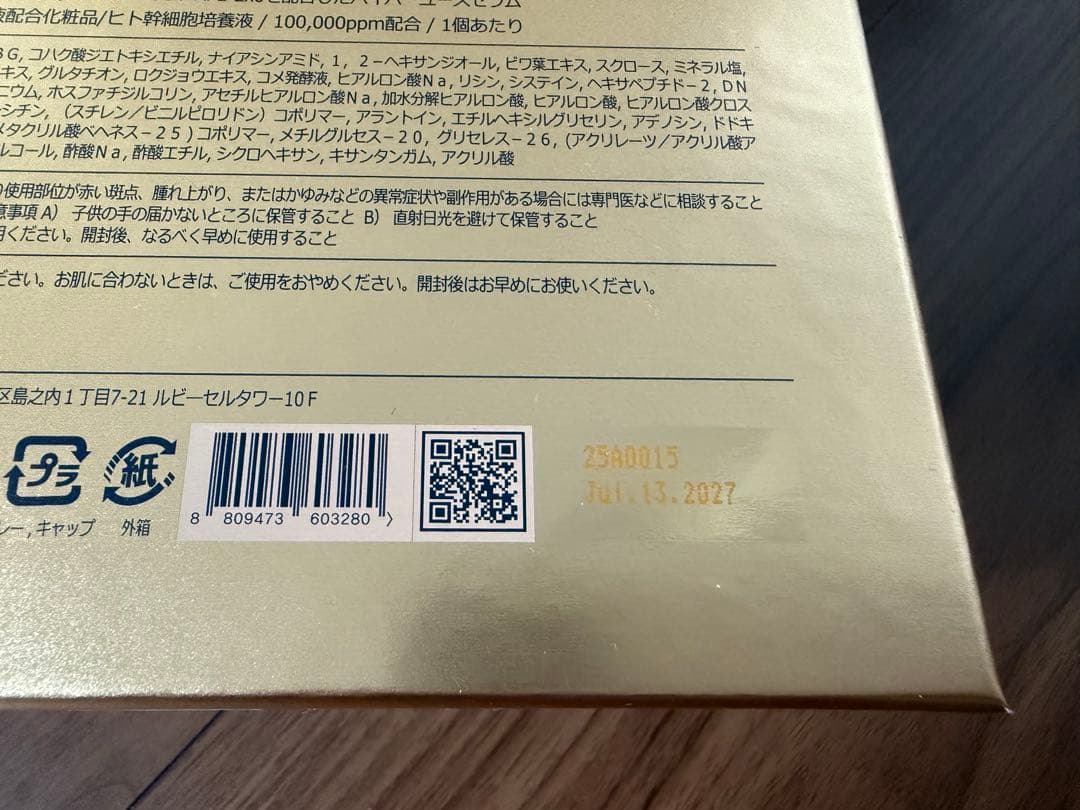 液配合化粧品/ヒト幹細胞培養液 / 100,000ppm配合 / 1個あたり
BG, コハク酸ジエトキシエチル, ナイアシンアミド, 1, 2－ヘキサンジオール, ビワ葉エキス, スクロース, ミネラル塩,
キス, グルタチオン, ロクジョウエキス, コメ発酵液, ヒアルロン酸Na, リシン, システイン, ヘキサペプチド－2, DN
ニウム, ホスファチジルコリン, アセチルヒアルロン酸Na, 加水分解ヒアルロン酸, ヒアルロン酸, ヒアルロン酸クロス
シチン, （スチレン／ビニルピロリドン）コポリマー, アラントイン, エチルヘキシルグリセリン, アデノシン, ドデキ
メタクリル酸ベヘネス－25）コポリマー, メチルグルセス－20, グリセレス－26, （アクリレーツ／アクリル酸ア
ルコール, 酢酸Na, 酢酸エチル, シクロヘキサン, キサンタンガム, アクリル酸
使用部位が赤い斑点、腫れ上がり、またはかゆみなどの異常症状や副作用がある場合には専門医などに相談すること
意事項 A） 子供の手の届かないところに保管すること B） 直射日光を避けて保管すること
用ください。開封後、なるべく早めに使用すること
ださい。お肌に合わないときは、ご使用をおやめください。開封後はお早めにお使いください。
区島之内1丁目7-21 ルビーセルタワー10F
プラ 紙
レー, キャップ 外箱
8 809473 603280 〉
25A0015
Jul.13.2027